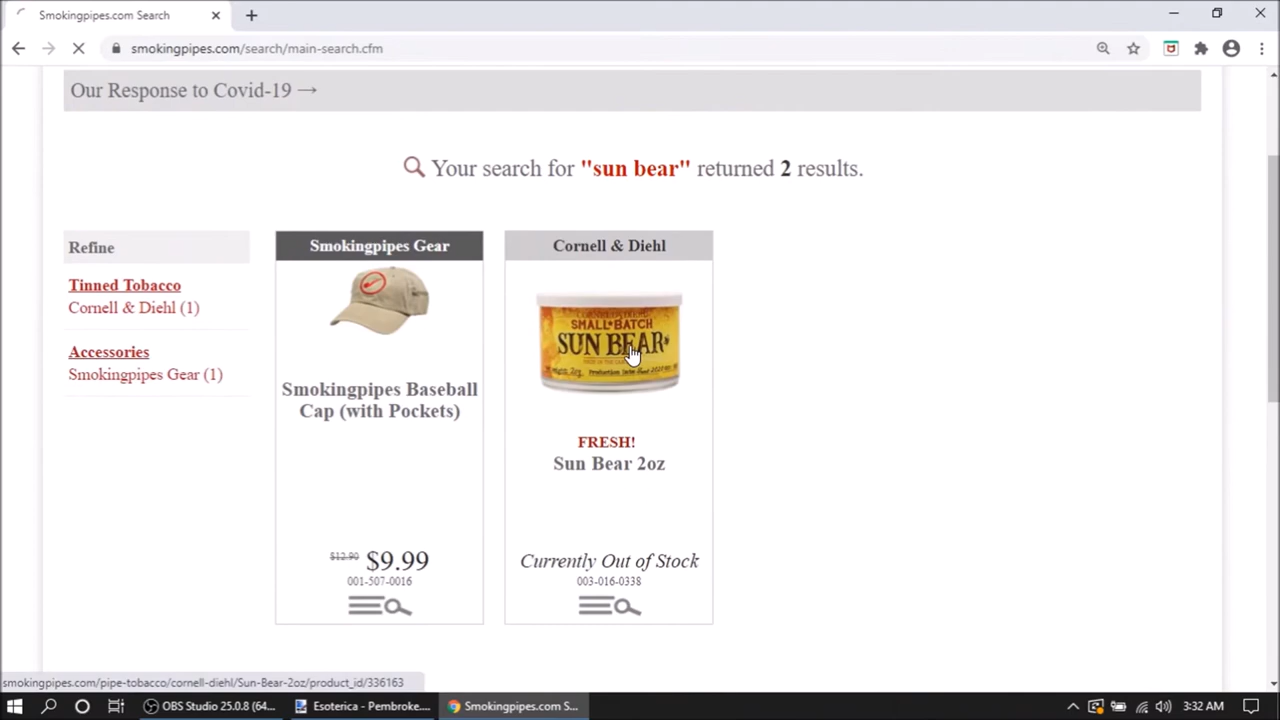 Smokingpipes.com Search
smokingpipes.com/search/main-search.cfm
Our Response to Covid-19 →
Your search for "sun bear" returned 2 results.
Refine
Tinned Tobacco
Cornell & Diehl (1)
Accessories
Smokingpipes Gear (1)
Smokingpipes Gear
Smokingpipes Baseball
Cap (with Pockets)
$12.90 $9.99
001-507-0016
Cornell & Diehl
CORNELL & DIEHL
SMALL BATCH
SUN BEAR
FRESH!
Sun Bear 2oz
Currently Out of Stock
003-016-0338
smokingpipes.com/pipe-tobacco/cornell-diehl/Sun-Bear-2oz/product_id/336163
OBS Studio 25.0.8 (64...
Esoterica - Pembroke....
Smokingpipes.com S...
3:32 AM